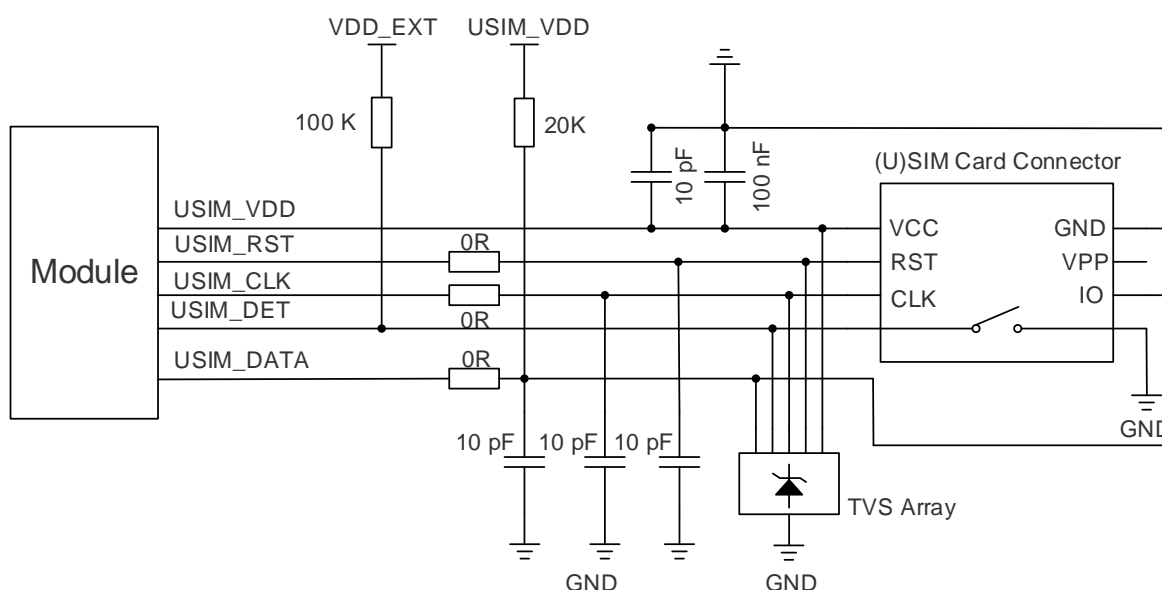 VDD_EXT USIM_VDD
100 K 20K
10 pF 100 nF
(U)SIM Card Connector
Module
USIM_VDD VCC GND
USIM_RST 0R RST VPP
USIM_CLK CLK IO
USIM_DET 0R
USIM_DATA 0R
GND
10 pF 10 pF 10 pF
TVS Array
GND GND